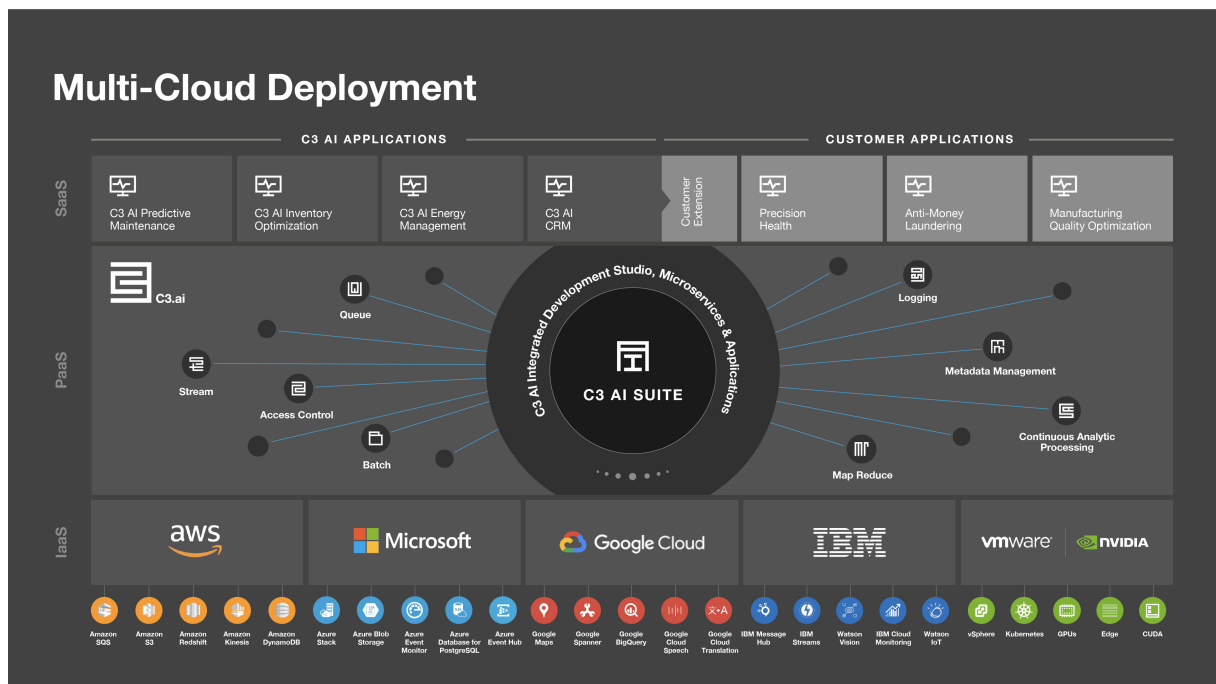 Multi-Cloud Deployment
C3 AI APPLICATIONS
CUSTOMER APPLICATIONS
SaaS
C3 AI Predictive
Maintenance
C3 AI Inventory
Optimization
C3 AI Energy
Management
C3 AI
CRM
Customer
Extension
Precision
Health
Anti-Money
Laundering
Manufacturing
Quality Optimization
PaaS
C3.ai
Queue
Stream
Access Control
Batch
C3 AI Integrated Development Studio, Microservices & Applications
C3 AI SUITE
Logging
Metadata Management
Continuous Analytic
Processing
Map Reduce
IaaS
aws
Microsoft
Google Cloud
IBM
vmware®
NVIDIA
Amazon
SQS
Amazon
S3
Amazon
Redshift
Amazon
Kinesis
Amazon
DynamoDB
Azure
Stack
Azure Blob
Storage
Azure
Event
Monitor
Azure
Database for
PostgreSQL
Azure
Event Hub
Google
Maps
Google
Spanner
Google
BigQuery
Google
Cloud
Speech
Google
Cloud
Translation
IBM Message
Hub
IBM
Streams
Watson
Vision
IBM Cloud
Monitoring
Watson
IoT
vSphere
Kubernetes
GPUs
Edge
CUDA